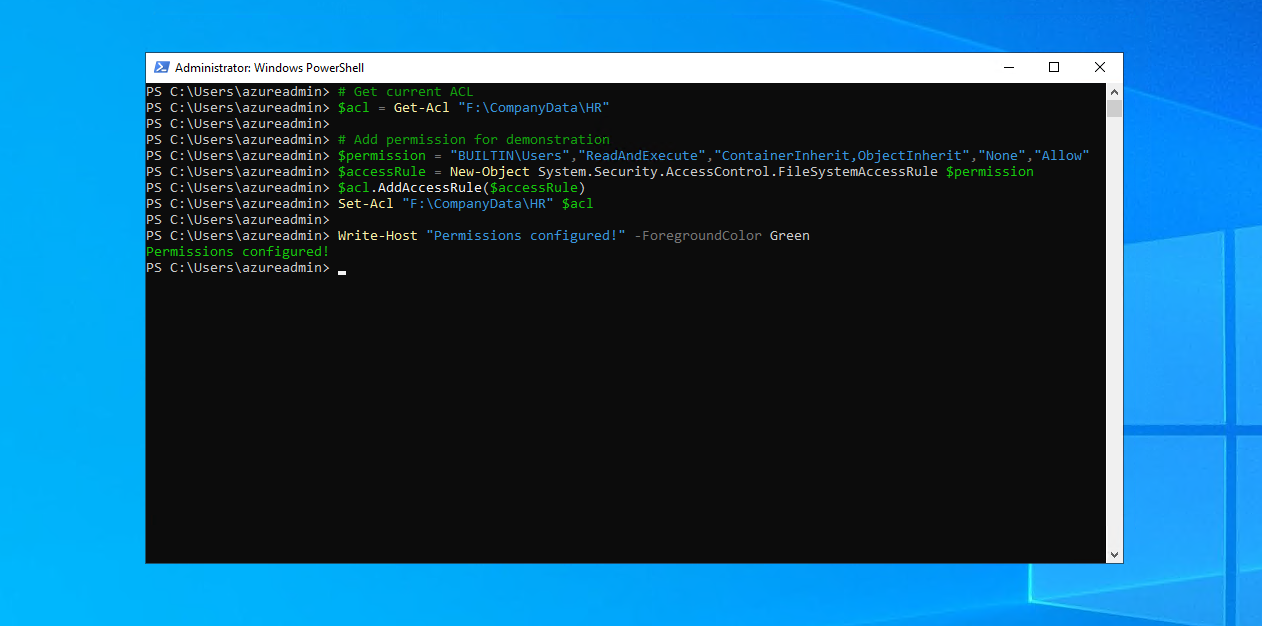 Administrator: Windows PowerShell
PS C:\Users\azureadmin> # Get current ACL
PS C:\Users\azureadmin> $acl = Get-Acl "F:\CompanyData\HR"
PS C:\Users\azureadmin>
PS C:\Users\azureadmin> # Add permission for demonstration
PS C:\Users\azureadmin> $permission = "BUILTIN\Users","ReadAndExecute","ContainerInherit,ObjectInherit","None","Allow"
PS C:\Users\azureadmin> $accessRule = New-Object System.Security.AccessControl.FileSystemAccessRule $permission
PS C:\Users\azureadmin> $acl.AddAccessRule($accessRule)
PS C:\Users\azureadmin> Set-Acl "F:\CompanyData\HR" $acl
PS C:\Users\azureadmin>
PS C:\Users\azureadmin> Write-Host "Permissions configured!" -ForegroundColor Green
Permissions configured!
PS C:\Users\azureadmin>